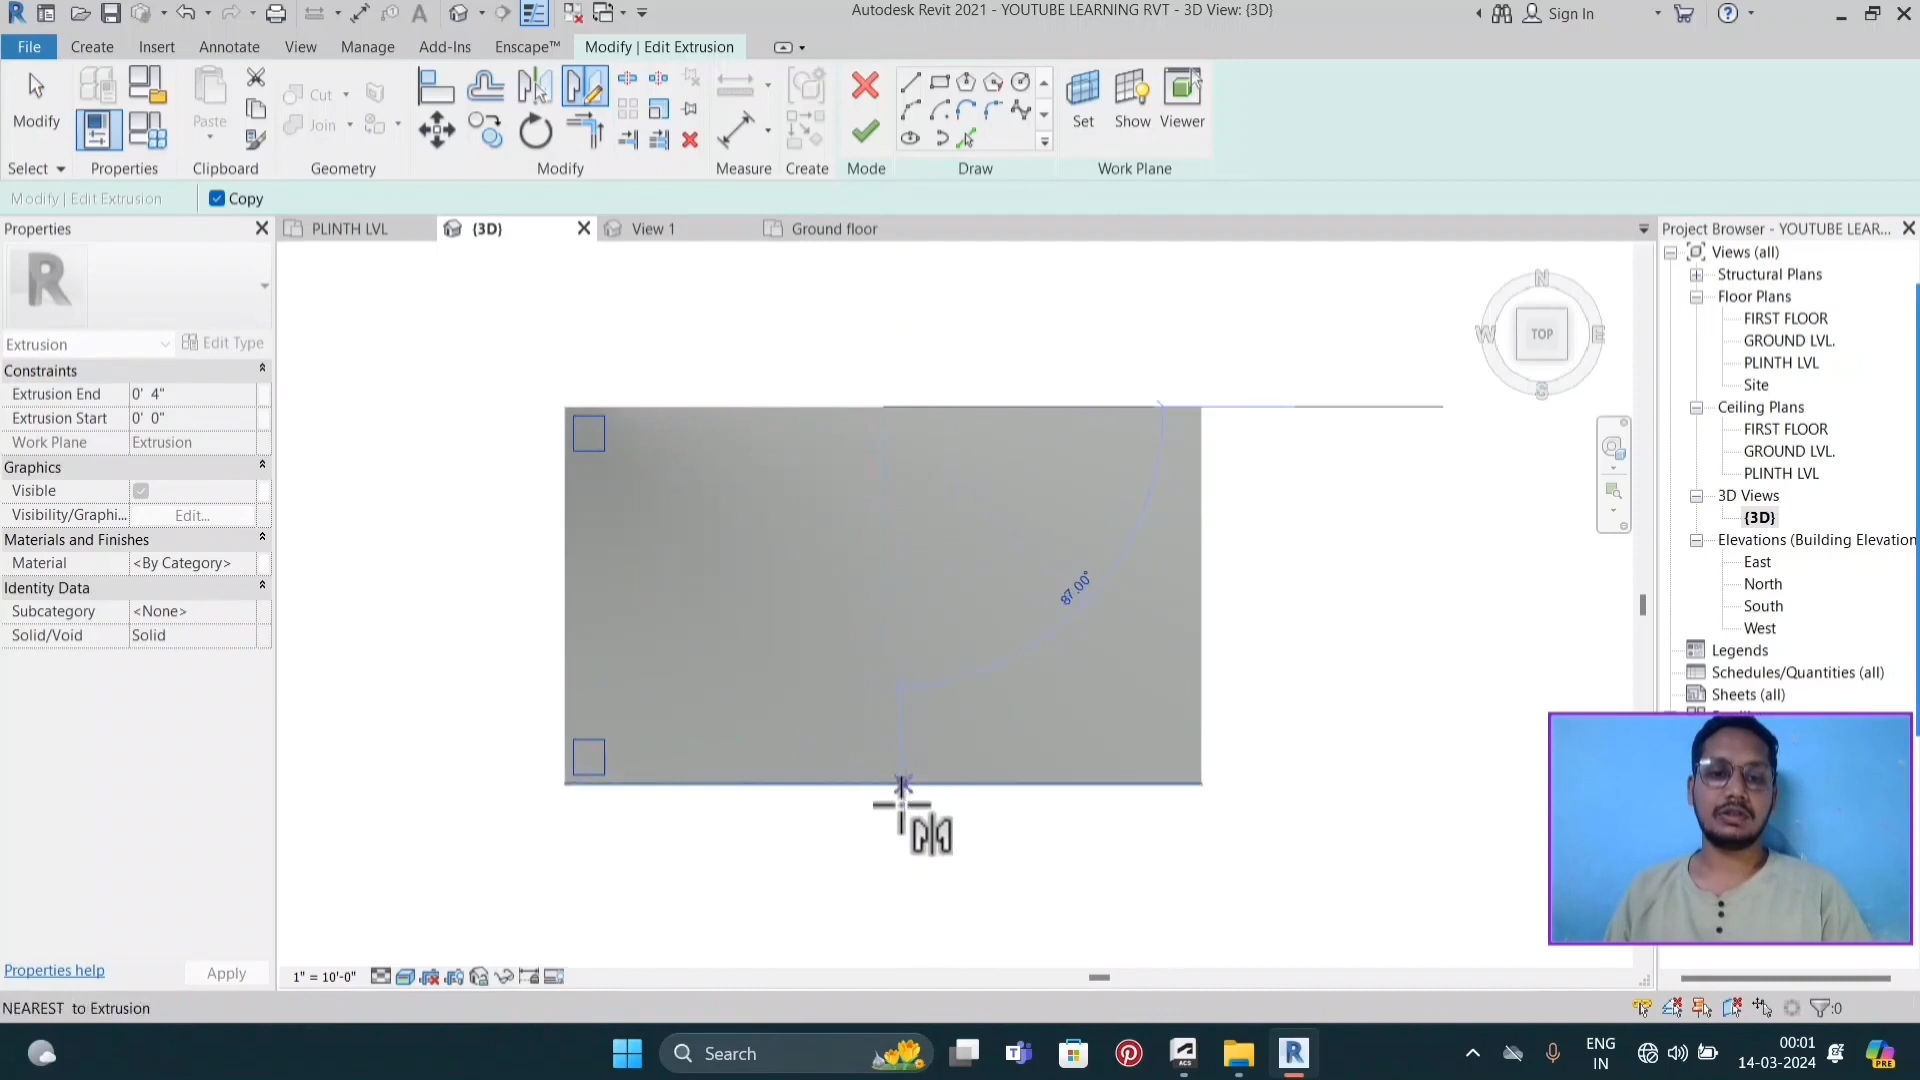 Autodesk Revit 2021 - YOUTUBE LEARNING RVT - 3D View: {3D}
Sign In
File
Create
Insert
Annotate
View
Manage
Add-Ins
Enscape™
Modify | Edit Extrusion
Modify
Paste
Cut
Join
Set
Show
Viewer
Select
Properties
Clipboard
Geometry
Modify
Measure
Create
Mode
Draw
Work Plane
Modify | Edit Extrusion
Copy
Properties
PLINTH LVL
{3D}
View 1
Ground floor
Project Browser - YOUTUBE LEAR...
Extrusion
Edit Type
Constraints
Extrusion End 0' 4"
Extrusion Start 0' 0"
Work Plane Extrusion
Graphics
Visible
Visibility/Graphi... Edit...
Materials and Finishes
Material <By Category>
Identity Data
Subcategory <None>
Solid/Void Solid
Properties help
Apply
N
W
TOP
E
S
87.00°
Views (all)
Structural Plans
Floor Plans
FIRST FLOOR
GROUND LVL.
PLINTH LVL
Site
Ceiling Plans
FIRST FLOOR
GROUND LVL.
PLINTH LVL
3D Views
{3D}
Elevations (Building Elevation
East
North
South
West
Legends
Schedules/Quantities (all)
Sheets (all)
1" = 10'-0"
NEAREST to Extrusion
:0
Search
ENG
IN
00:01
14-03-2024